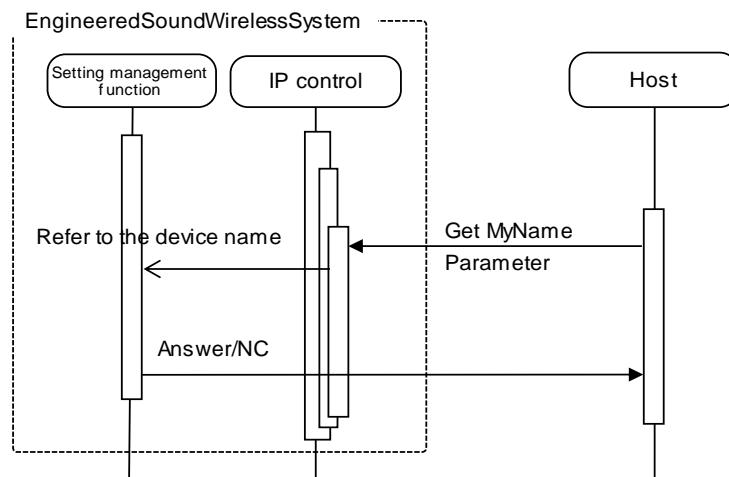 EngineeredSoundWirelessSystem
Setting management
function
IP control
Host
Refer to the device name
Get MyName
Parameter
Answer/NC